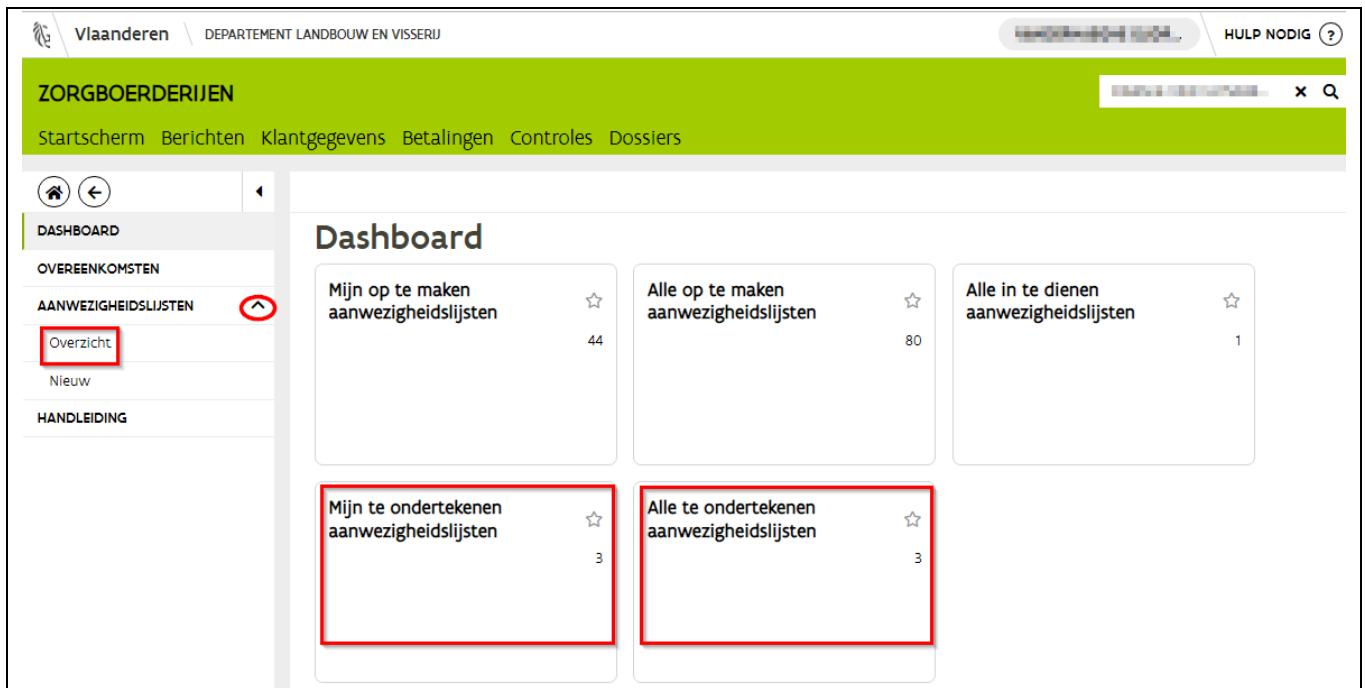 Vlaanderen DEPARTEMENT LANDBOUW EN VISSERIJ HULP NODIG ?
ZORGBOERDERIJEN
Startscherm Berichten Klantgegevens Betalingen Controles Dossiers
DASHBOARD
OVEREENKOMSTEN
AANWEZIGHEIDSLIJSTEN
Overzicht
Nieuw
HANDLEIDING
Dashboard
Mijn op te maken
aanwezigheidslijsten
44
Alle op te maken
aanwezigheidslijsten
80
Alle in te dienen
aanwezigheidslijsten
1
Mijn te ondertekenen
aanwezigheidslijsten
3
Alle te ondertekenen
aanwezigheidslijsten
3